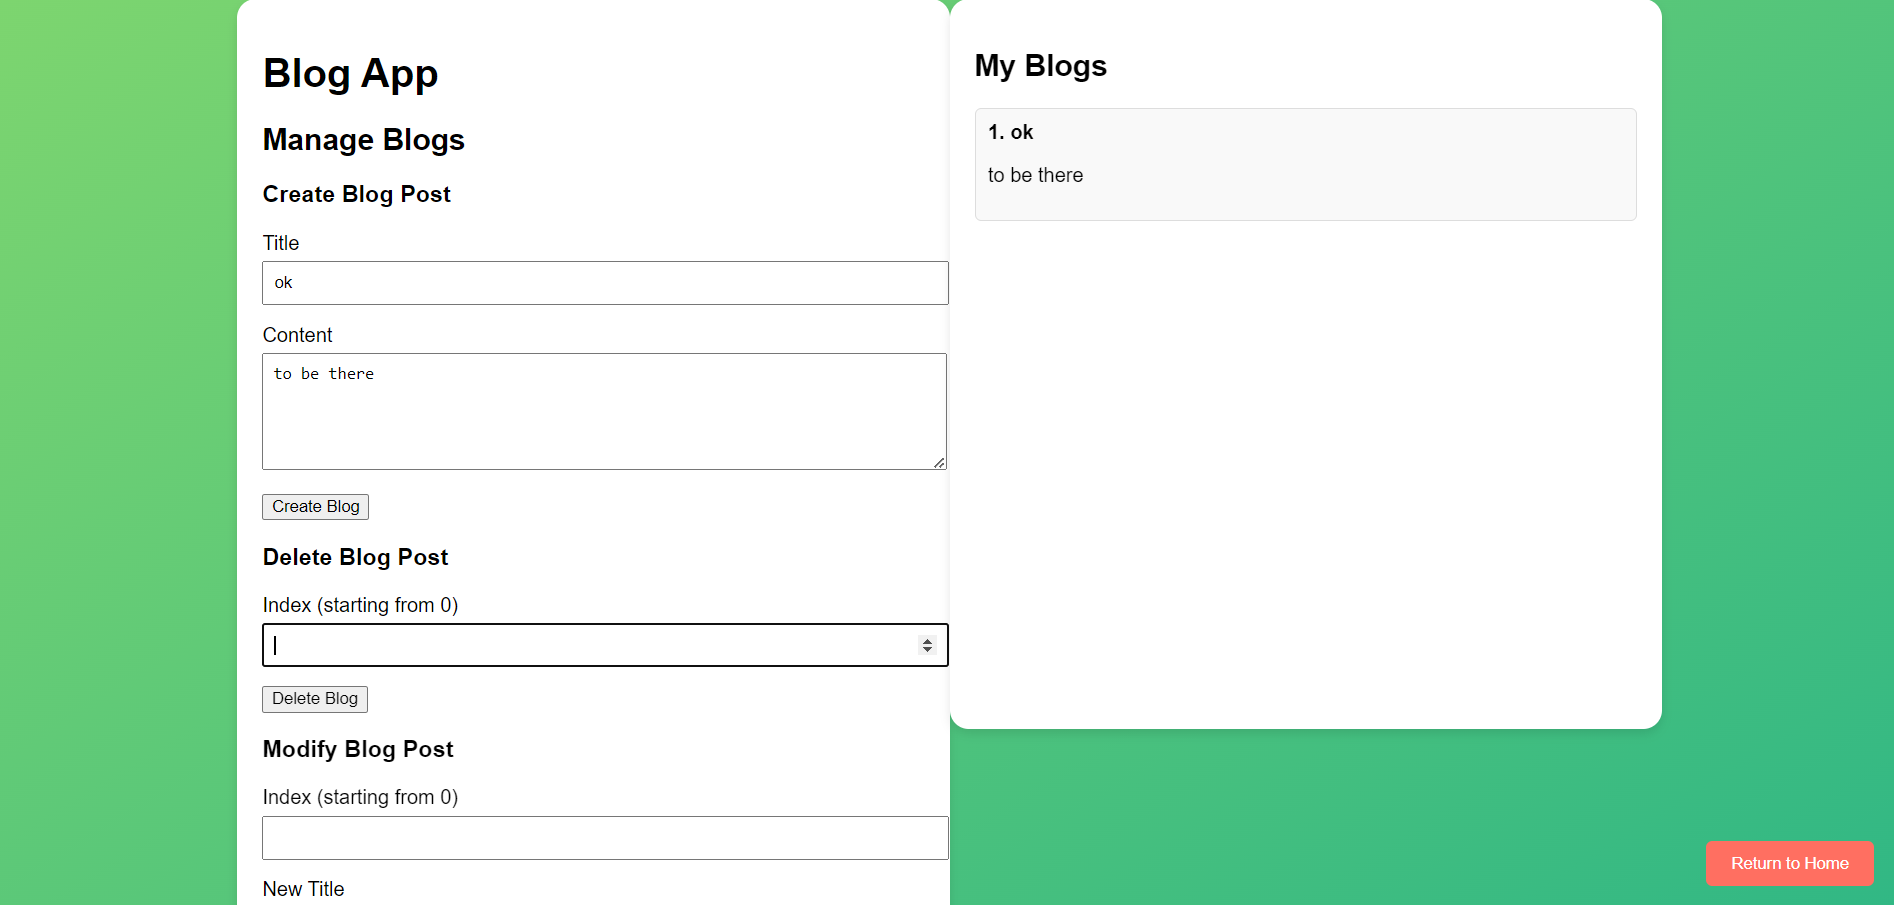 Blog App
Manage Blogs
Create Blog Post
Title
ok
Content
to be there
Create Blog
Delete Blog Post
Index (starting from 0)
Delete Blog
Modify Blog Post
Index (starting from 0)
New Title
My Blogs
1. ok
to be there
Return to Home